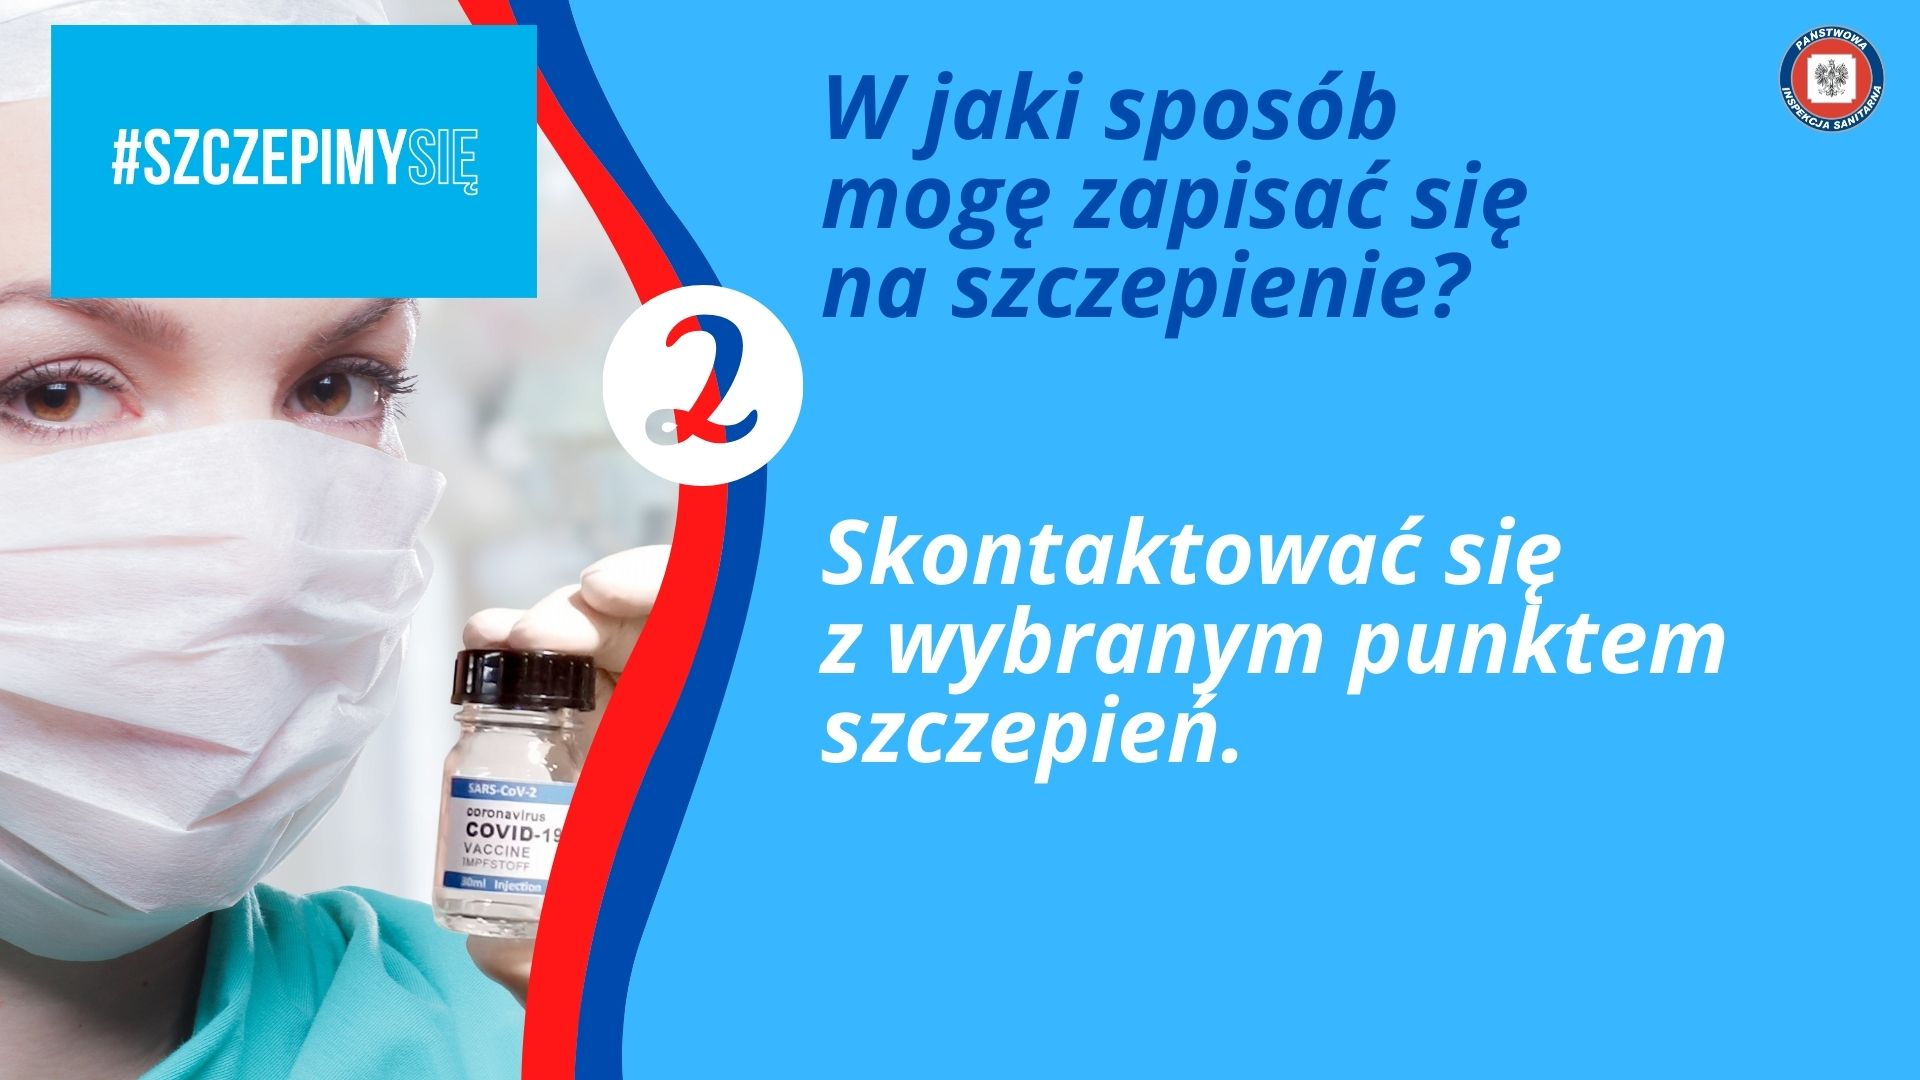 #SZCZEPIMYSIĘ
PAŃSTWOWA
INSPEKCJA SANITARNA
W jaki sposób
mogę zapisać się
na szczepienie?
2
Skontaktować się
z wybranym punktem
szczepień.
SARS-CoV-2
coronavirus
COVID-19
VACCINE
IMPFSTOFF
30ml Injection